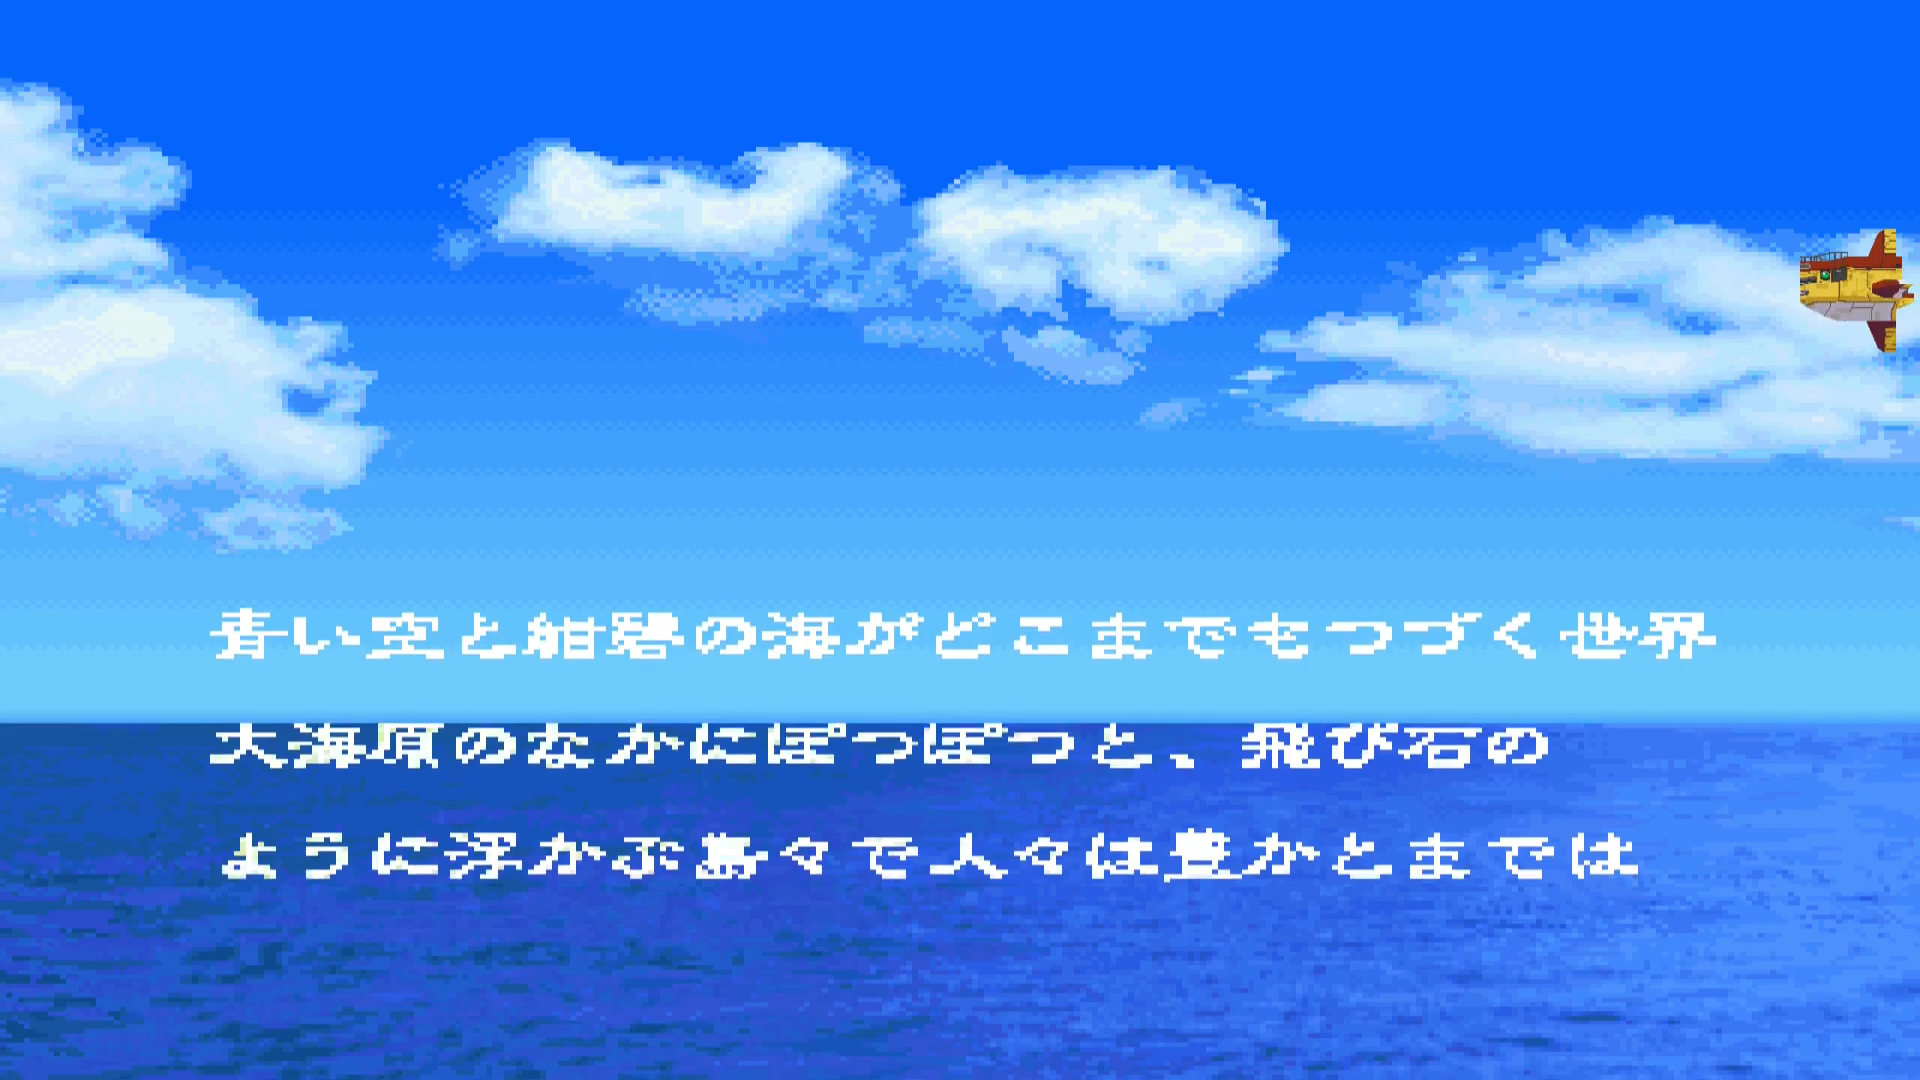 青い空と紺碧の海がどこまでもつづく世界
大海原のなかにぽつぽつと、飛び石の
ように浮かぶ島々で人々は豊かとまでは